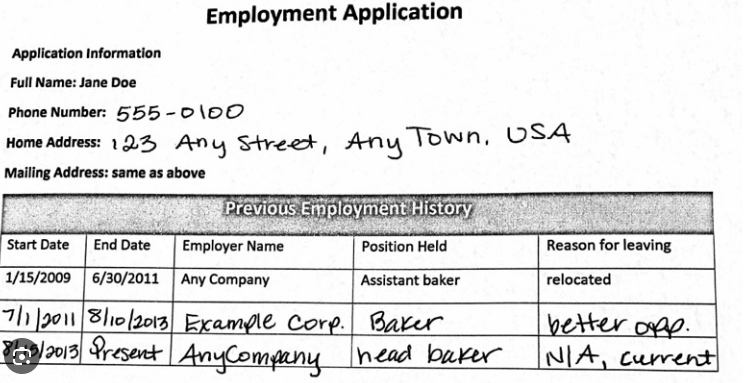 Employment Application
Application Information
Full Name: Jane Doe
Phone Number: 555-0100
Home Address: 123 Any Street, Any Town, USA
Mailing Address: same as above
Previous Employment History
Start Date End Date Employer Name Position Held Reason for leaving
1/15/2009 6/30/2011 Any Company Assistant baker relocated
7/1/2011 8/10/2013 Example Corp. Baker better opp.
Present AnyCompany head baker N/A, current